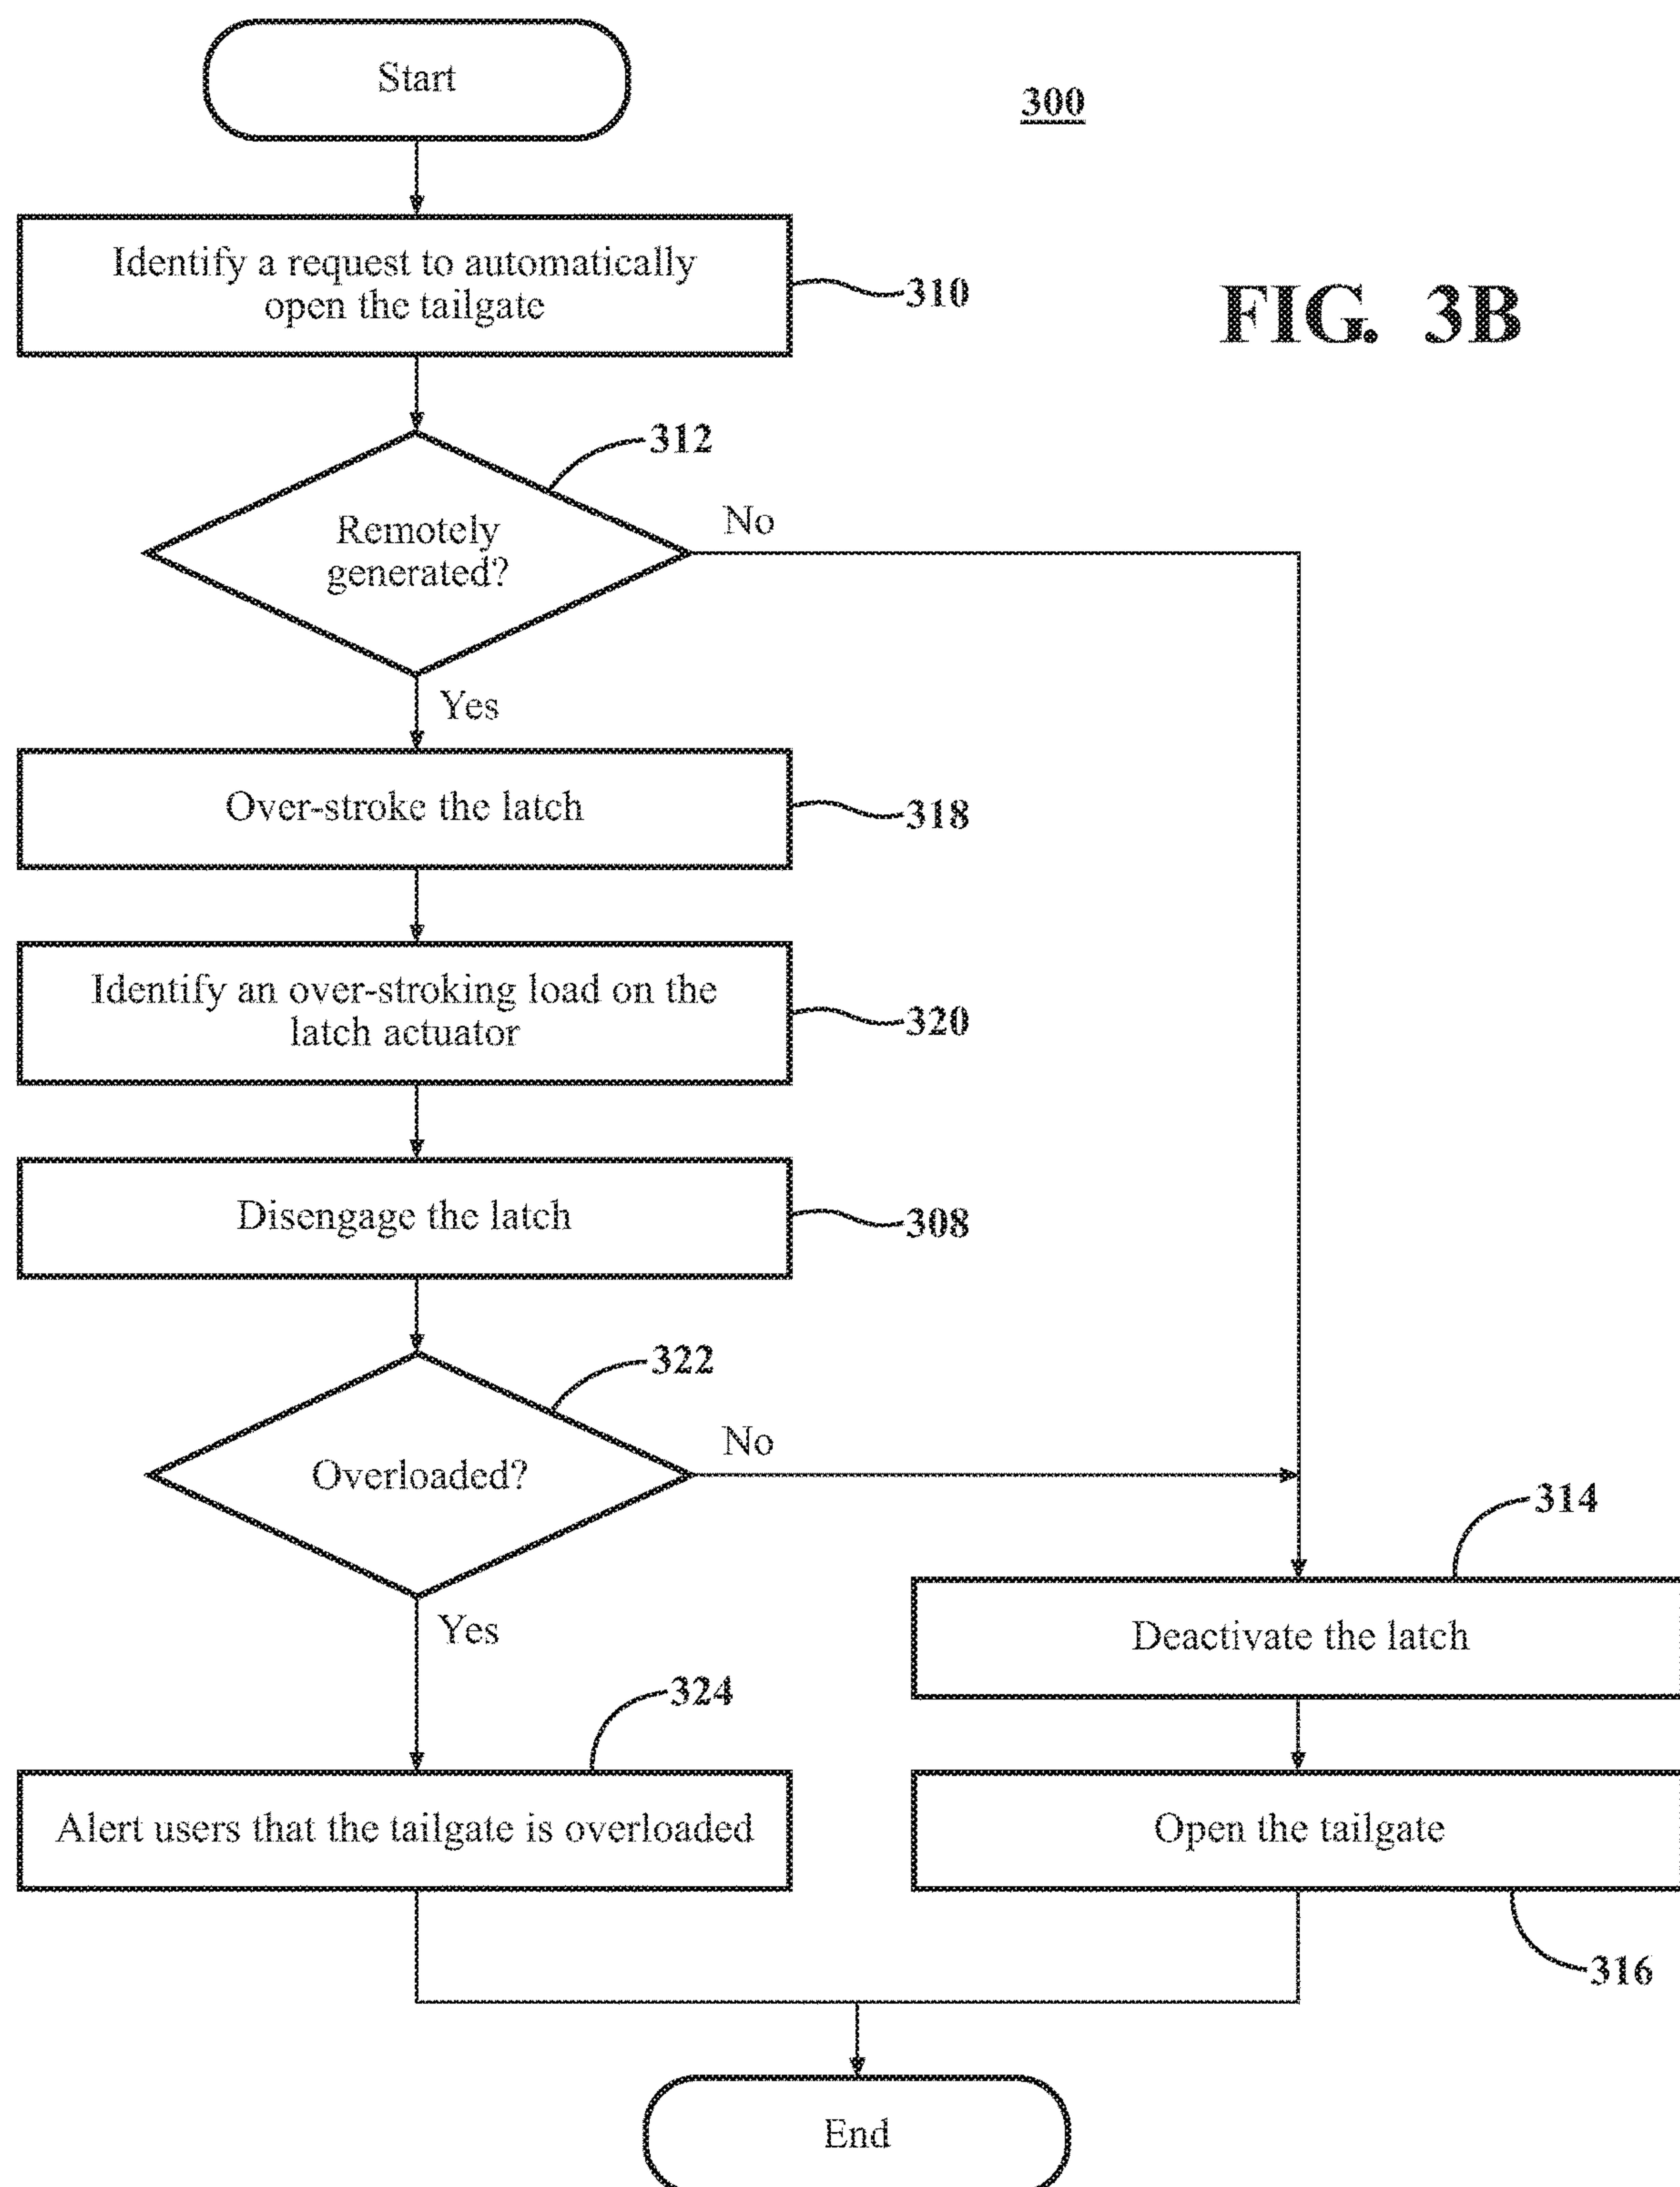 Start
300
Identify a request to automatically
open the tailgate
310
FIG. 3B
312
Remotely
generated?
No
Yes
Over-stroke the latch
318
Identify an over-stroking load on the
latch actuator
320
Disengage the latch
308
322
Overloaded?
No
Yes
314
Deactivate the latch
324
Alert users that the tailgate is overloaded
Open the tailgate
316
End